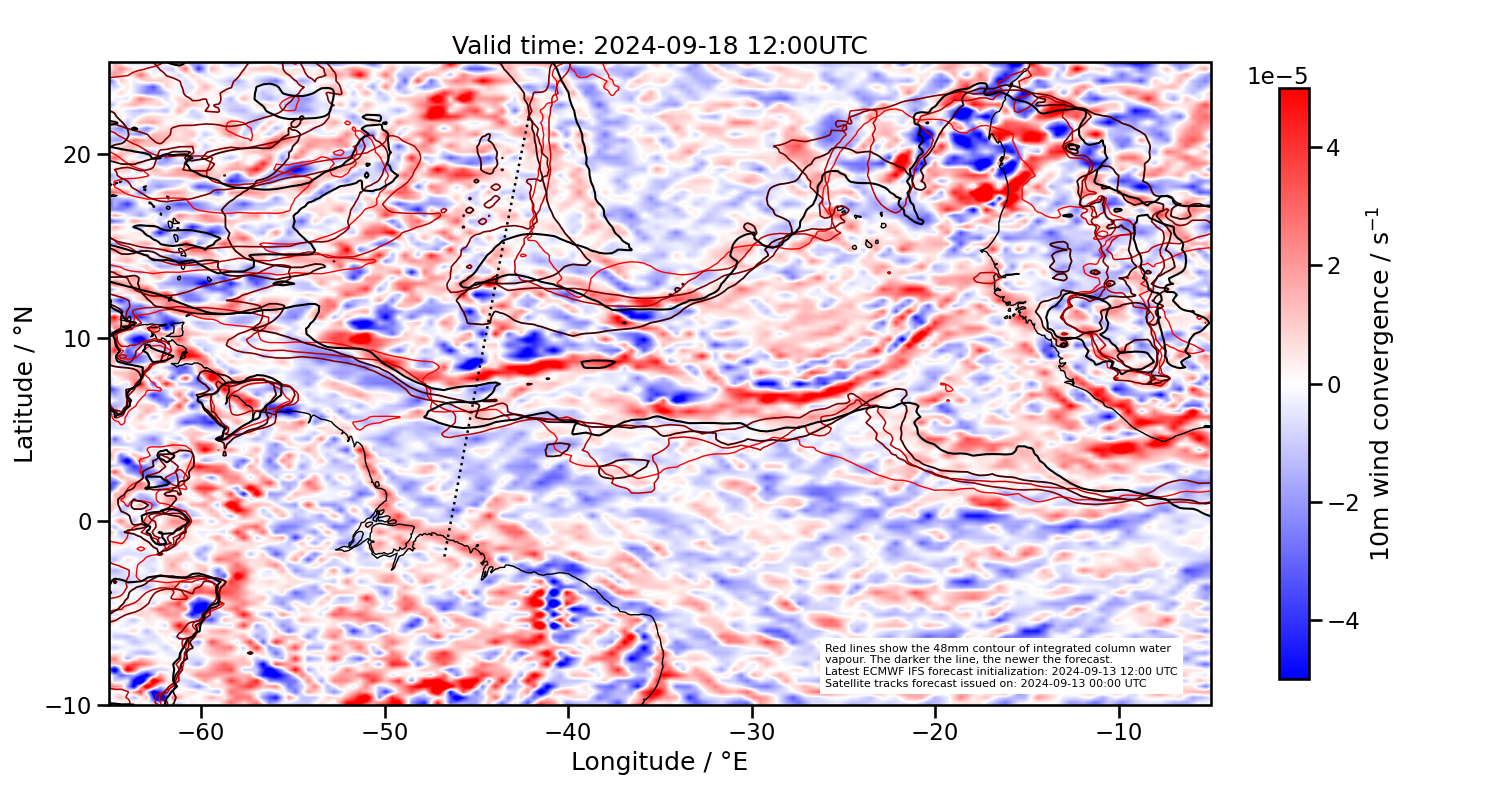 Valid time: 2024-09-18 12:00UTC
1e−5
Latitude / °N
20
10
0
−10
−60
−50
−40
−30
−20
−10
Longitude / °E
4
2
0
−2
−4
10m wind convergence / s⁻¹
Red lines show the 48mm contour of integrated column water
vapour. The darker the line, the newer the forecast.
Latest ECMWF IFS forecast initialization: 2024-09-13 12:00 UTC
Satellite tracks forecast issued on: 2024-09-13 00:00 UTC